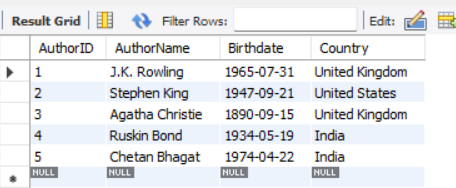 Result Grid Filter Rows: Edit:
AuthorID AuthorName Birthdate Country
1 J.K. Rowling 1965-07-31 United Kingdom
2 Stephen King 1947-09-21 United States
3 Agatha Christie 1890-09-15 United Kingdom
4 Ruskin Bond 1934-05-19 India
5 Chetan Bhagat 1974-04-22 India
NULL NULL NULL NULL